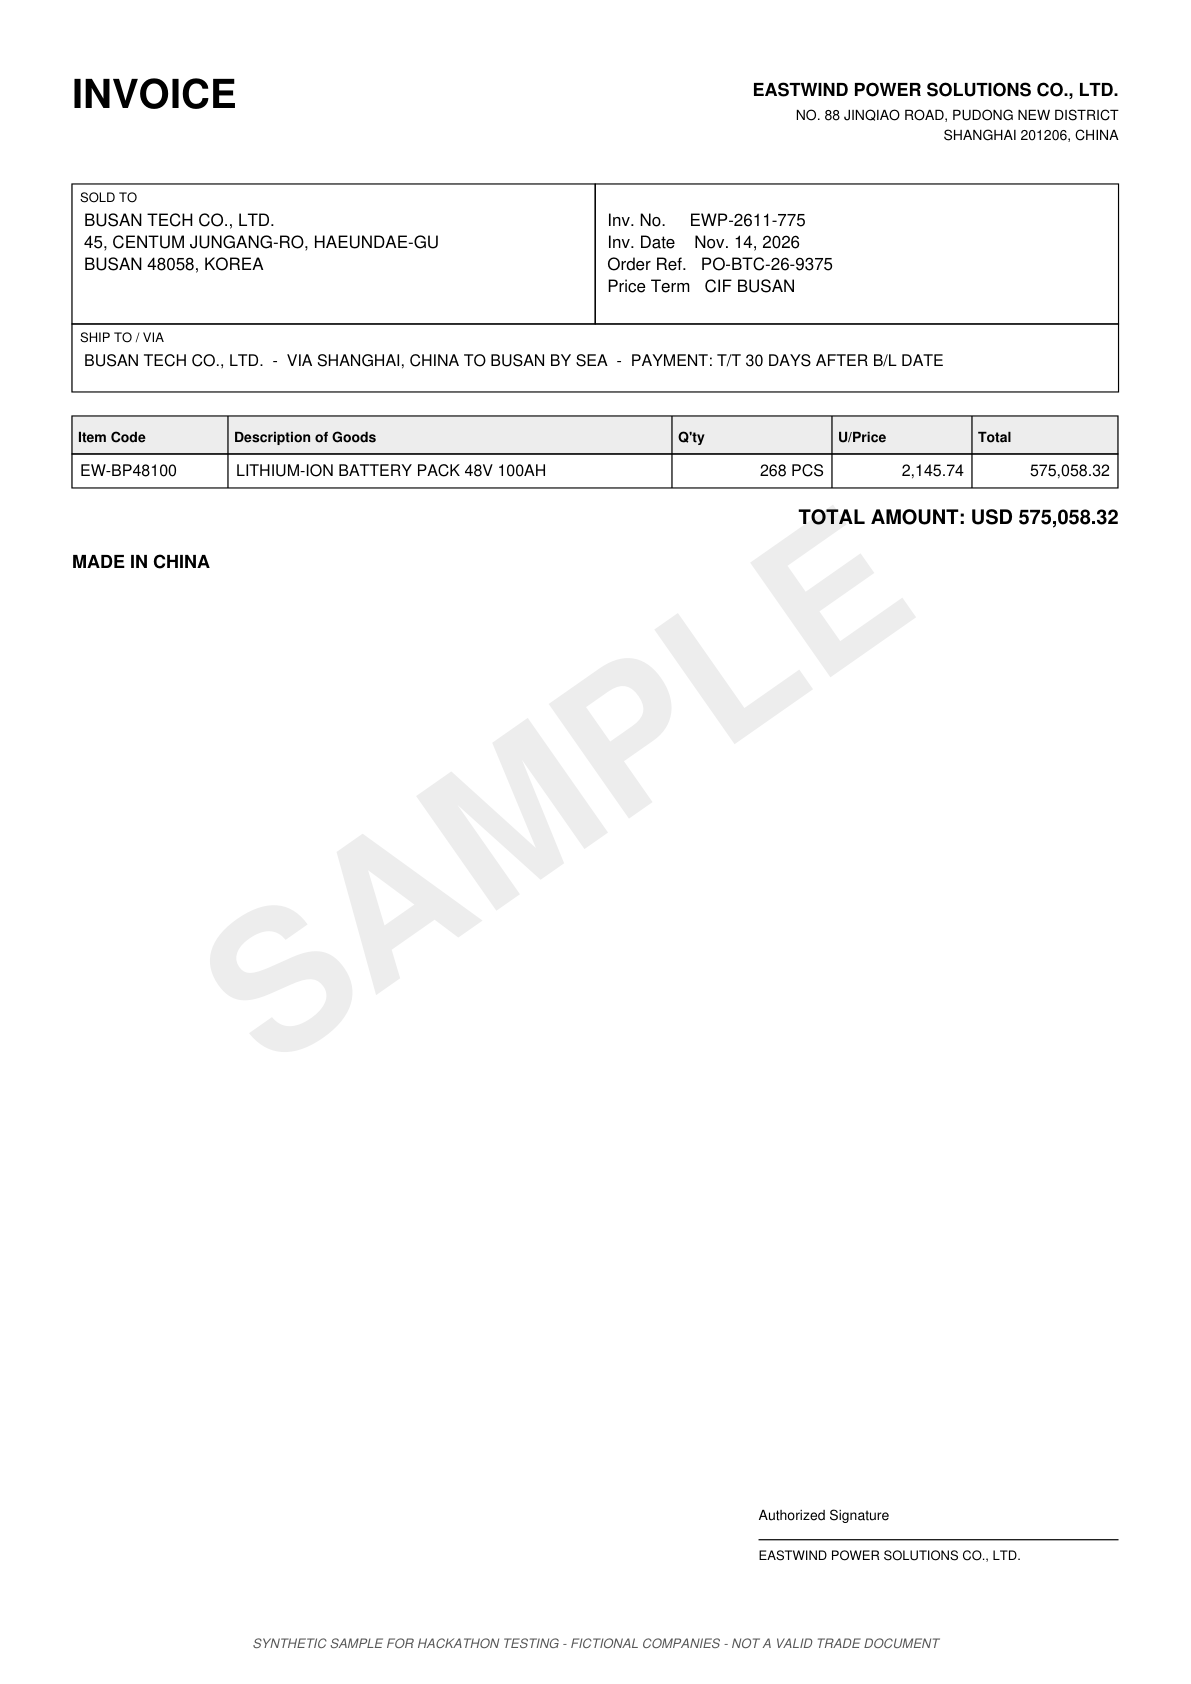 INVOICE
EASTWIND POWER SOLUTIONS CO., LTD.
NO. 88 JINQIAO ROAD, PUDONG NEW DISTRICT
SHANGHAI 201206, CHINA
SOLD TO
BUSAN TECH CO., LTD.
45, CENTUM JUNGANG-RO, HAEUNDAE-GU
BUSAN 48058, KOREA
Inv. No. EWP-2611-775
Inv. Date Nov. 14, 2026
Order Ref. PO-BTC-26-9375
Price Term CIF BUSAN
SHIP TO / VIA
BUSAN TECH CO., LTD. - VIA SHANGHAI, CHINA TO BUSAN BY SEA - PAYMENT: T/T 30 DAYS AFTER B/L DATE
Item Code Description of Goods Q'ty U/Price Total
EW-BP48100 LITHIUM-ION BATTERY PACK 48V 100AH 268 PCS 2,145.74 575,058.32
TOTAL AMOUNT: USD 575,058.32
MADE IN CHINA
SAMPLE
Authorized Signature
EASTWIND POWER SOLUTIONS CO., LTD.
SYNTHETIC SAMPLE FOR HACKATHON TESTING - FICTIONAL COMPANIES - NOT A VALID TRADE DOCUMENT